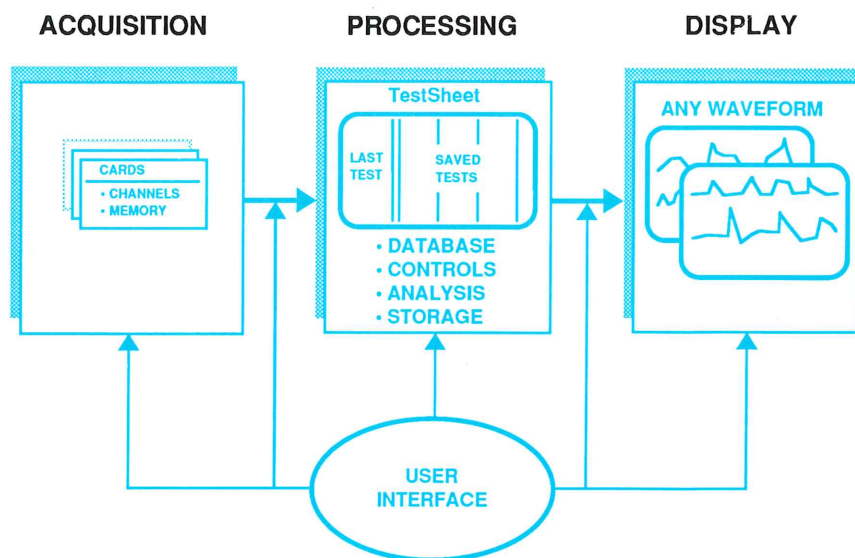 ACQUISITION
PROCESSING
DISPLAY
CARDS
• CHANNELS
• MEMORY
TestSheet
LAST
TEST
SAVED
TESTS
• DATABASE
• CONTROLS
• ANALYSIS
• STORAGE
ANY WAVEFORM
USER
INTERFACE